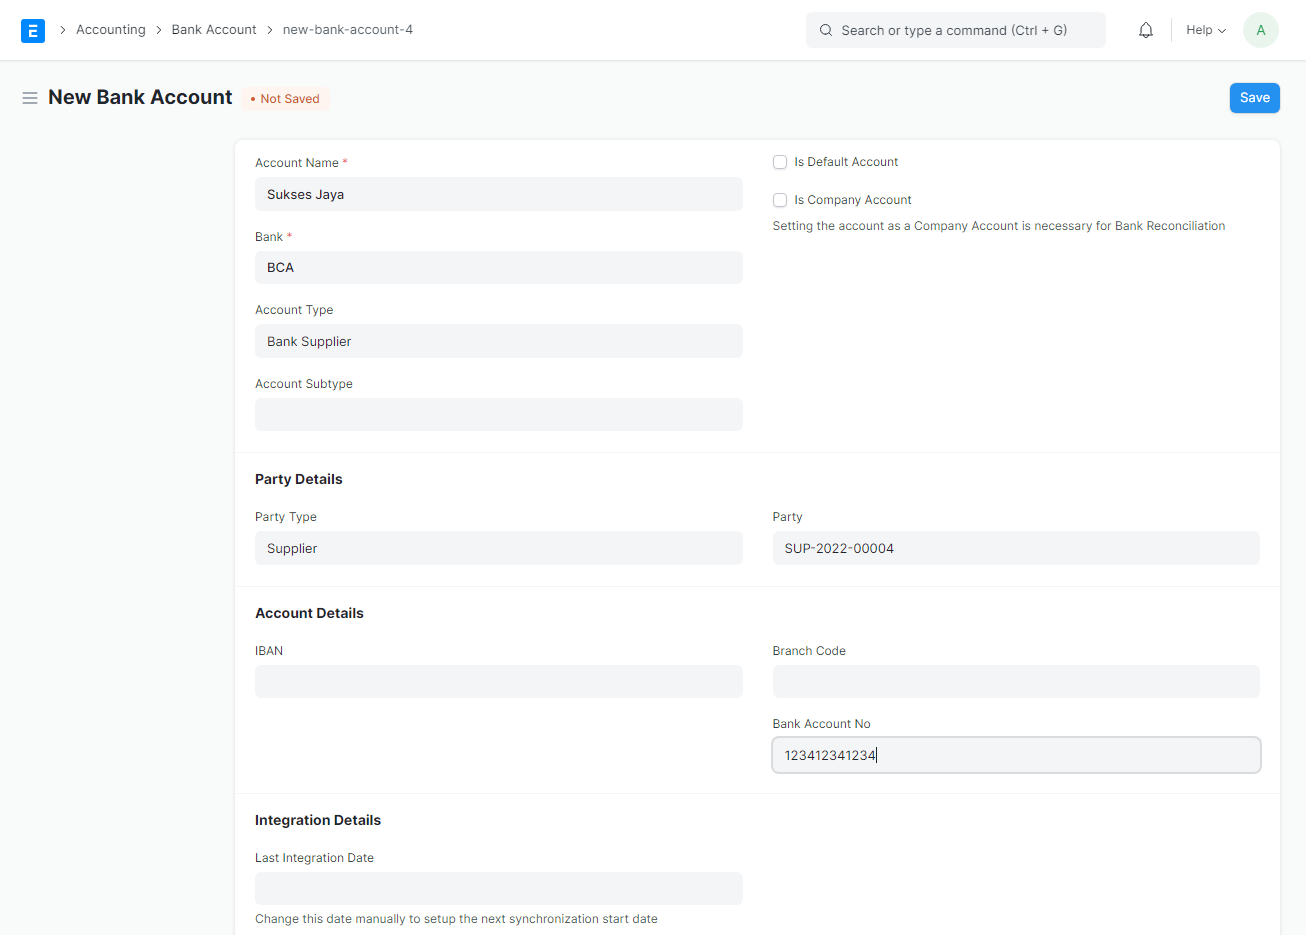 E
Accounting
Bank Account
new-bank-account-4
Search or type a command (Ctrl + G)
Help
A
New Bank Account
• Not Saved
Save
Account Name *
Sukses Jaya
Is Default Account
Is Company Account
Setting the account as a Company Account is necessary for Bank Reconciliation
Bank *
BCA
Account Type
Bank Supplier
Account Subtype
Party Details
Party Type
Supplier
Party
SUP-2022-00004
Account Details
IBAN
Branch Code
Bank Account No
123412341234
Integration Details
Last Integration Date
Change this date manually to setup the next synchronization start date